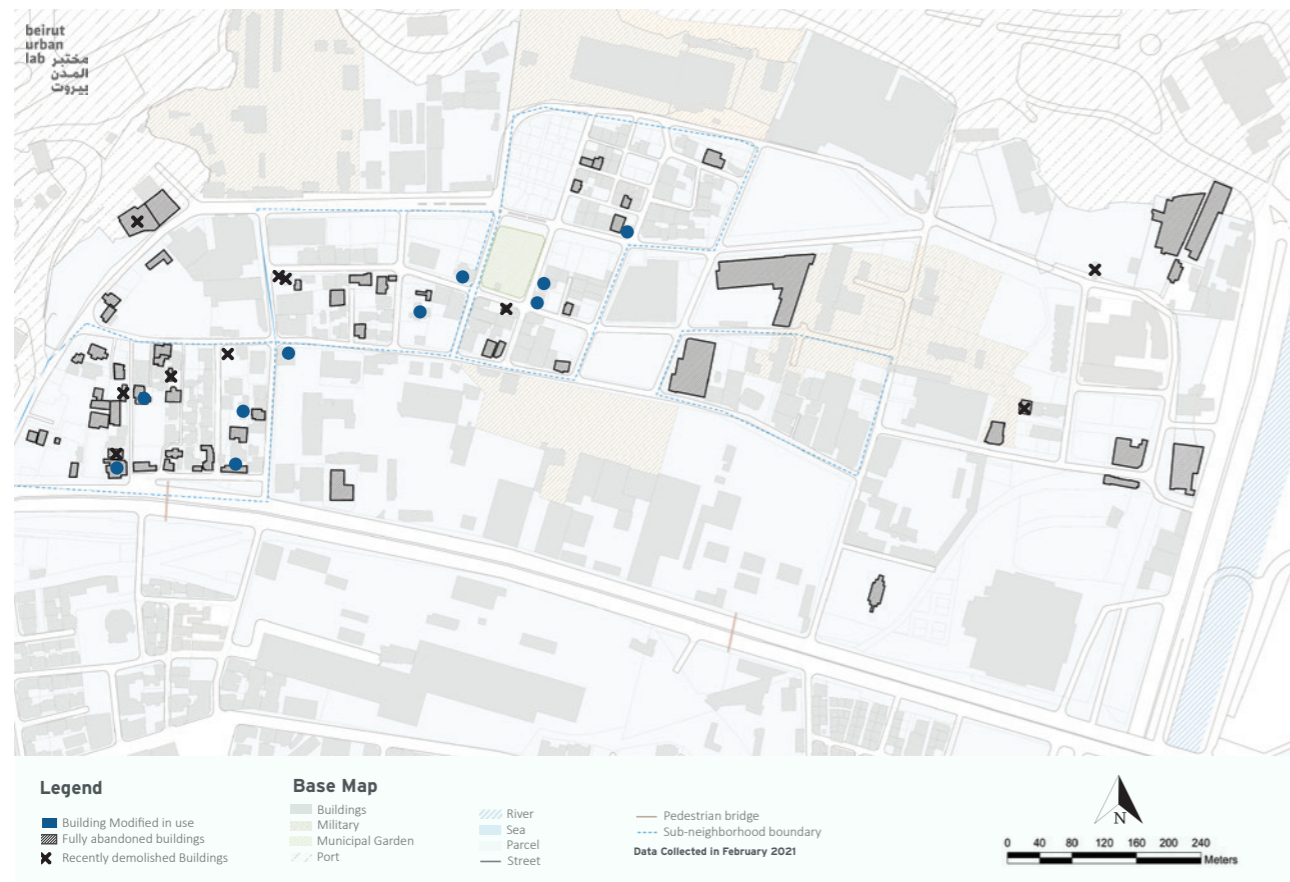 beirut
urban
lab مختبر
المدن
بيروت
Legend
Building Modified in use
Fully abandoned buildings
Recently demolished Buildings
Base Map
Buildings
Military
Municipal Garden
Port
River
Sea
Parcel
Street
Pedestrian bridge
Sub-neighborhood boundary
Data Collected in February 2021
N
0 40 80 120 160 200 240
Meters